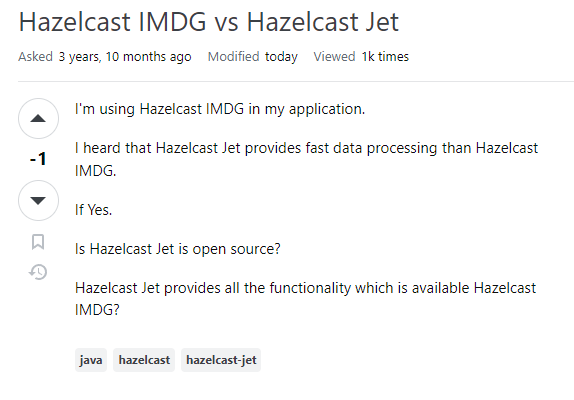 Hazelcast IMDG vs Hazelcast Jet
Asked 3 years, 10 months ago Modified today Viewed 1k times
I'm using Hazelcast IMDG in my application.
-1
I heard that Hazelcast Jet provides fast data processing than Hazelcast
IMDG.
If Yes.
Is Hazelcast Jet is open source?
Hazelcast Jet provides all the functionality which is available Hazelcast
IMDG?
java hazelcast hazelcast-jet